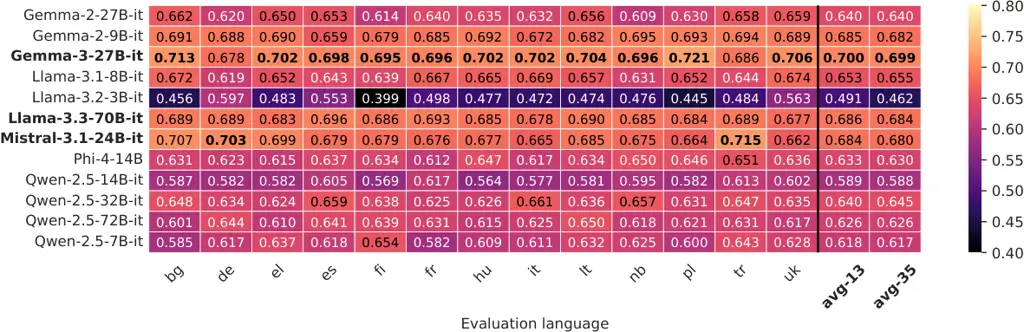 Gemma-2-27B-it 0.662 0.620 0.650 0.653 0.614 0.640 0.635 0.632 0.656 0.609 0.630 0.658 0.659 0.640 0.640 0.80
Gemma-2-9B-it 0.691 0.688 0.690 0.659 0.679 0.685 0.692 0.672 0.682 0.695 0.693 0.694 0.689 0.685 0.682 0.75
Gemma-3-27B-it 0.713 0.678 0.702 0.698 0.695 0.696 0.702 0.702 0.704 0.696 0.721 0.686 0.706 0.700 0.699
Llama-3.1-8B-it 0.672 0.619 0.652 0.643 0.639 0.667 0.665 0.669 0.657 0.631 0.652 0.644 0.674 0.653 0.655 0.70
Llama-3.2-3B-it 0.456 0.597 0.483 0.553 0.399 0.498 0.477 0.472 0.474 0.476 0.445 0.484 0.563 0.491 0.462 0.65
Llama-3.3-70B-it 0.689 0.689 0.683 0.696 0.686 0.693 0.685 0.678 0.690 0.685 0.684 0.689 0.677 0.686 0.684
Mistral-3.1-24B-it 0.707 0.703 0.699 0.679 0.679 0.676 0.677 0.665 0.685 0.675 0.664 0.715 0.662 0.684 0.680 0.60
Phi-4-14B 0.631 0.623 0.615 0.637 0.634 0.612 0.647 0.617 0.634 0.650 0.646 0.651 0.636 0.633 0.630 0.55
Qwen-2.5-14B-it 0.587 0.582 0.582 0.605 0.569 0.617 0.564 0.577 0.581 0.595 0.582 0.613 0.602 0.589 0.588
Qwen-2.5-32B-it 0.648 0.634 0.624 0.659 0.638 0.625 0.626 0.661 0.636 0.657 0.631 0.647 0.635 0.640 0.645 0.50
Qwen-2.5-72B-it 0.601 0.644 0.610 0.641 0.639 0.631 0.615 0.625 0.650 0.618 0.621 0.631 0.617 0.626 0.626 0.45
Qwen-2.5-7B-it 0.585 0.617 0.637 0.618 0.654 0.582 0.609 0.611 0.632 0.625 0.600 0.643 0.628 0.618 0.617 0.40
bg de el es fi fr hu it lt nb pl tr uk avg-13 avg-35
Evaluation language